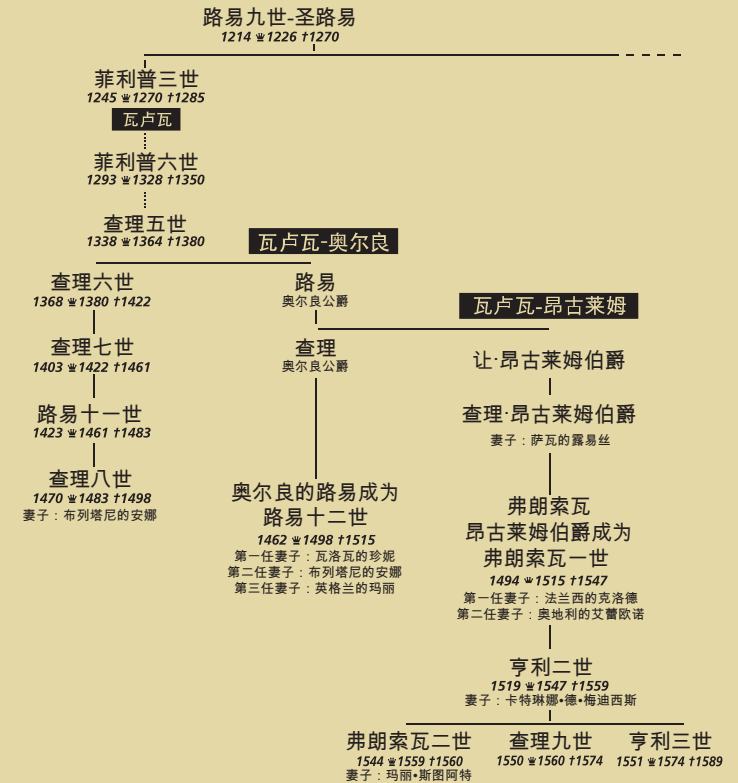 路易九世-圣路易
1214 ♛1226 †1270
菲利普三世
1245 ♛1270 †1285
瓦卢瓦
菲利普六世
1293 ♛1328 †1350
查理五世
1338 ♛1364 †1380
瓦卢瓦-奥尔良
查理六世
1368 ♛1380 †1422
路易
奥尔良公爵
瓦卢瓦-昂古莱姆
查理七世
1403 ♛1422 †1461
查理
奥尔良公爵
让·昂古莱姆伯爵
路易十一世
1423 ♛1461 †1483
查理·昂古莱姆伯爵
妻子：萨瓦的露易丝
查理八世
1470 ♛1483 †1498
妻子：布列塔尼的安娜
奥尔良的路易成为
路易十二世
1462 ♛1498 †1515
第一任妻子：瓦洛瓦的珍妮
第二任妻子：布列塔尼的安娜
第三任妻子：英格兰的玛丽
弗朗索瓦
昂古莱姆伯爵成为
弗朗索瓦一世
1494 ♛1515 †1547
第一任妻子：法兰西的克洛德
第二任妻子：奥地利的艾蕾欧诺
亨利二世
1519 ♛1547 †1559
妻子：卡特琳娜•德•梅迪西斯
弗朗索瓦二世
1544 ♛1559 †1560
妻子：玛丽•斯图阿特
查理九世
1550 ♛1560 †1574
亨利三世
1551 ♛1574 †1589